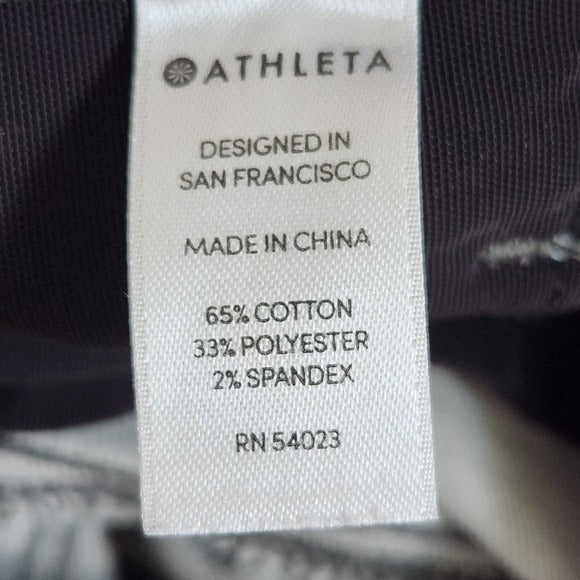 ATHLETA
DESIGNED IN
SAN FRANCISCO
MADE IN CHINA
65% COTTON
33% POLYESTER
2% SPANDEX
RN 54023